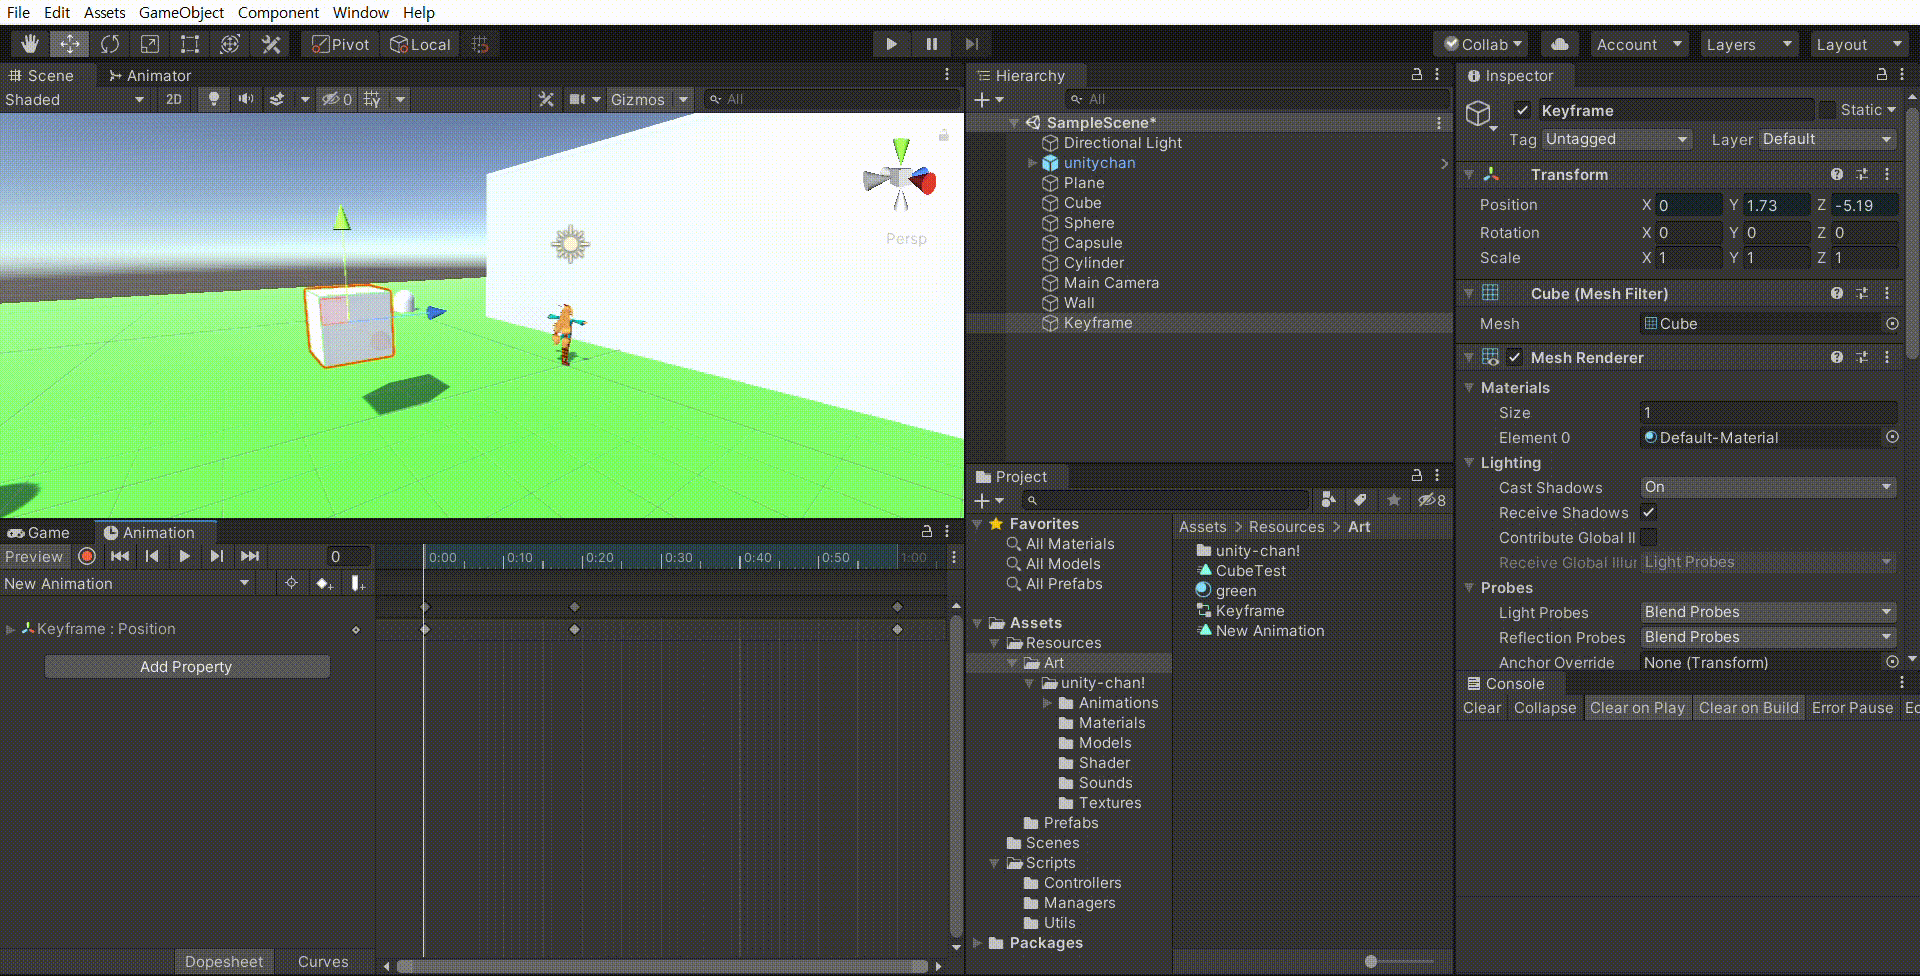 File Edit Assets GameObject Component Window Help
Pivot Local
Collab Account Layers Layout
Scene Animator
Shaded 2D 0 Gizmos All
Persp
Game Animation
Preview 0 0:00 0:10 0:20 0:30 0:40 0:50 1:00
New Animation
Keyframe : Position
Add Property
Dopesheet Curves
Hierarchy
All
SampleScene*
Directional Light
unitychan
Plane
Cube
Sphere
Capsule
Cylinder
Main Camera
Wall
Keyframe
Project
8
Favorites
All Materials
All Models
All Prefabs
Assets
Resources
Art
unity-chan!
Animations
Materials
Models
Shader
Sounds
Textures
Prefabs
Scenes
Scripts
Controllers
Managers
Utils
Packages
Assets > Resources > Art
unity-chan!
CubeTest
green
Keyframe
New Animation
Inspector
Keyframe Static
Tag Untagged Layer Default
Transform
Position X 0 Y 1.73 Z -5.19
Rotation X 0 Y 0 Z 0
Scale X 1 Y 1 Z 1
Cube (Mesh Filter)
Mesh Cube
Mesh Renderer
Materials
Size 1
Element 0 Default-Material
Lighting
Cast Shadows On
Receive Shadows
Contribute Global Il
Receive Global Illur Light Probes
Probes
Light Probes Blend Probes
Reflection Probes Blend Probes
Anchor Override None (Transform)
Console
Clear Collapse Clear on Play Clear on Build Error Pause Ec